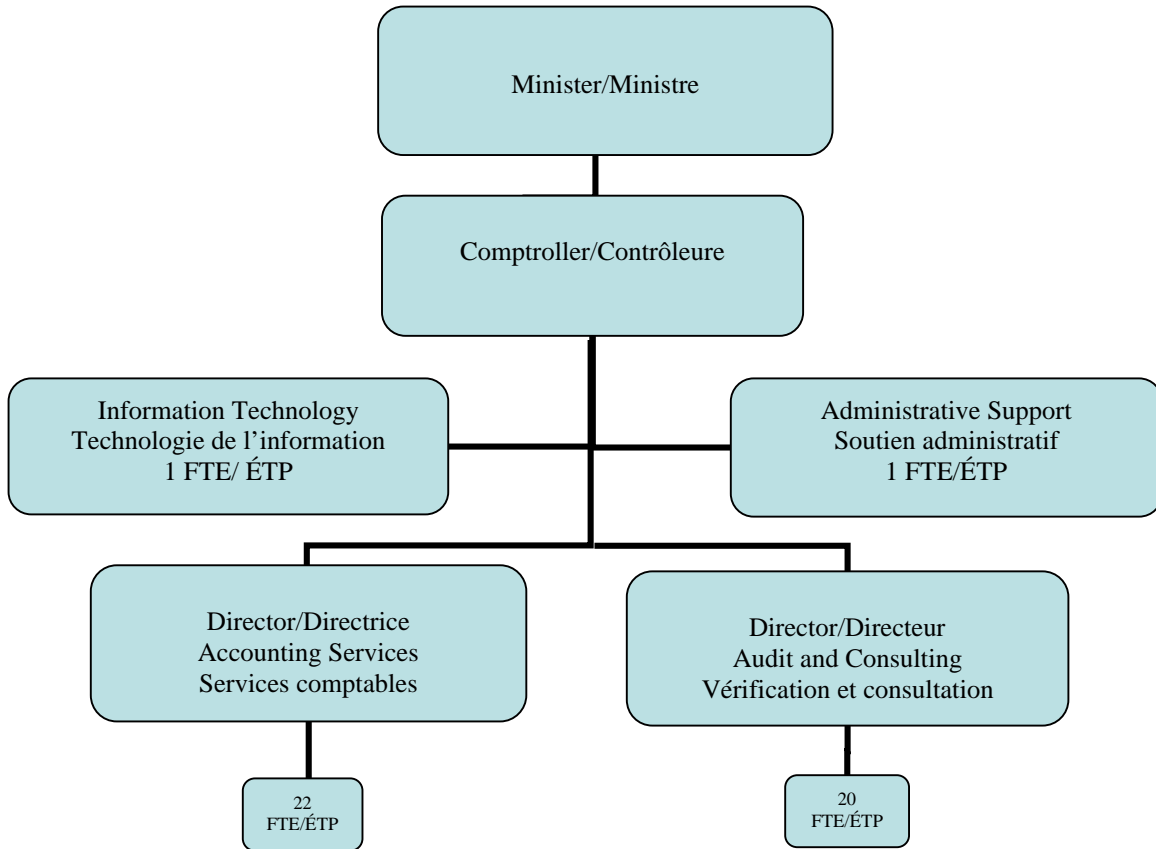 Minister/Ministre
Comptroller/Contrôleure
Information Technology
Technologie de l’information
1 FTE/ ÉTP
Administrative Support
Soutien administratif
1 FTE/ÉTP
Director/Directrice
Accounting Services
Services comptables
Director/Directeur
Audit and Consulting
Vérification et consultation
22
FTE/ÉTP
20
FTE/ÉTP